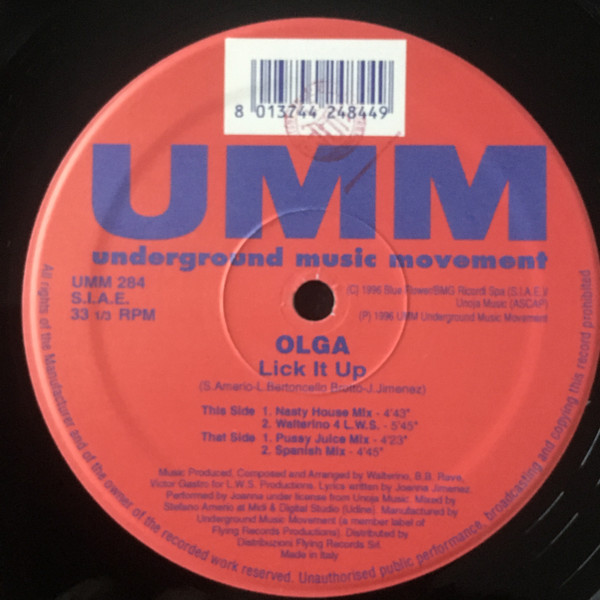 8 013744 248449
UMM
underground music movement
UMM 284
S.I.A.E.
33 1/3 RPM
(C) 1996 Blue Flower/BMG Ricordi Spa (S.I.A.E.)/
Unoja Music (ASCAP)
(P) 1996 UMM Underground Music Movement
OLGA
Lick It Up
(S.Amerio-L.Bertoncello Brotto-J.Jimenez)
This Side 1. Nasty House Mix - 4'43"
2. Walterino 4 L.W.S. - 5'45"
That Side 1. Pussy Juice Mix - 4'23"
2. Spanish Mix - 4'45"
Music Produced, Composed and Arranged by Walterino, B.B. Rave,
Victor Gastro for L.W.S. Productions. Lyrics written by Joanna Jimenez
Performed by Joanna under license from Unoja Music. Mixed by
Stefano Amerio at Midi & Digital Studio (Udine). Manufactured by
Underground Music Movement (a member label of
Flying Records Productions). Distributed by
Distribuzioni Flying Records Srl
Made in Italy
All rights of the Manufacturer and of the owner of the recorded work reserved. Unauthorised public performance, broadcasting and copying this record prohibited